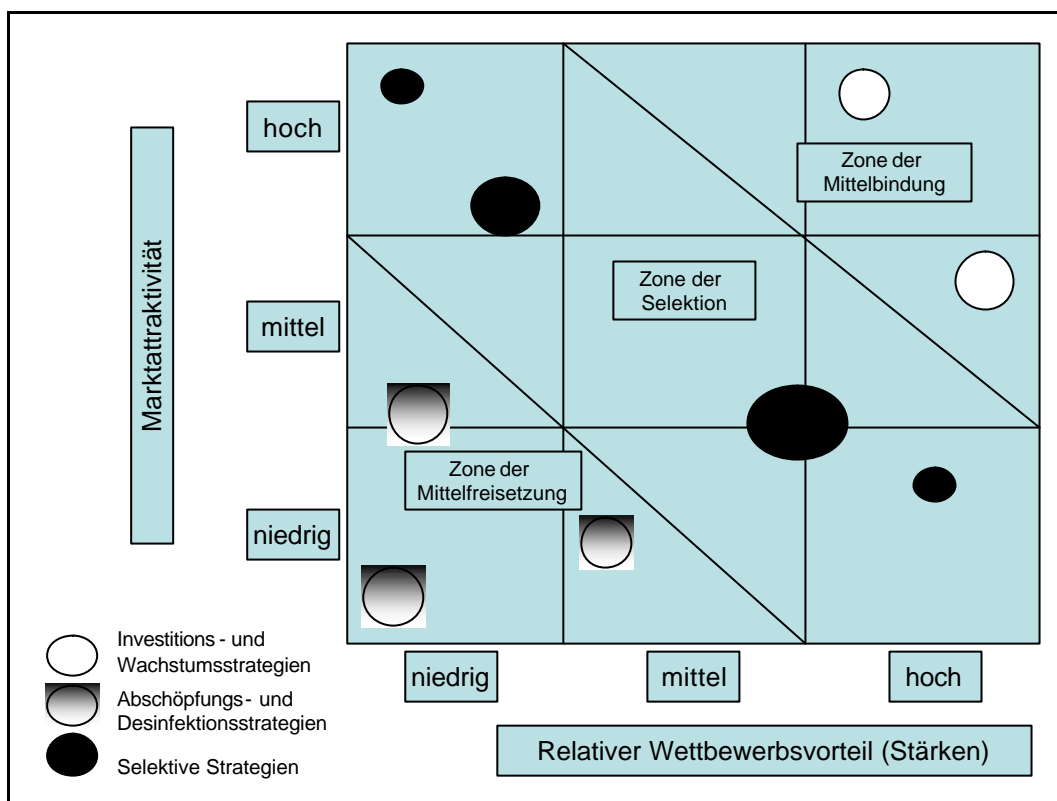 hoch
Zone der
Mittelbindung
Marktattraktivität
mittel
Zone der
Selektion
Zone der
Mittelfreisetzung
niedrig
niedrig
mittel
hoch
Relativer Wettbewerbsvorteil (Stärken)
Investitions - und
Wachstumsstrategien
Abschöpfungs - und
Desinfektionsstrategien
Selektive Strategien